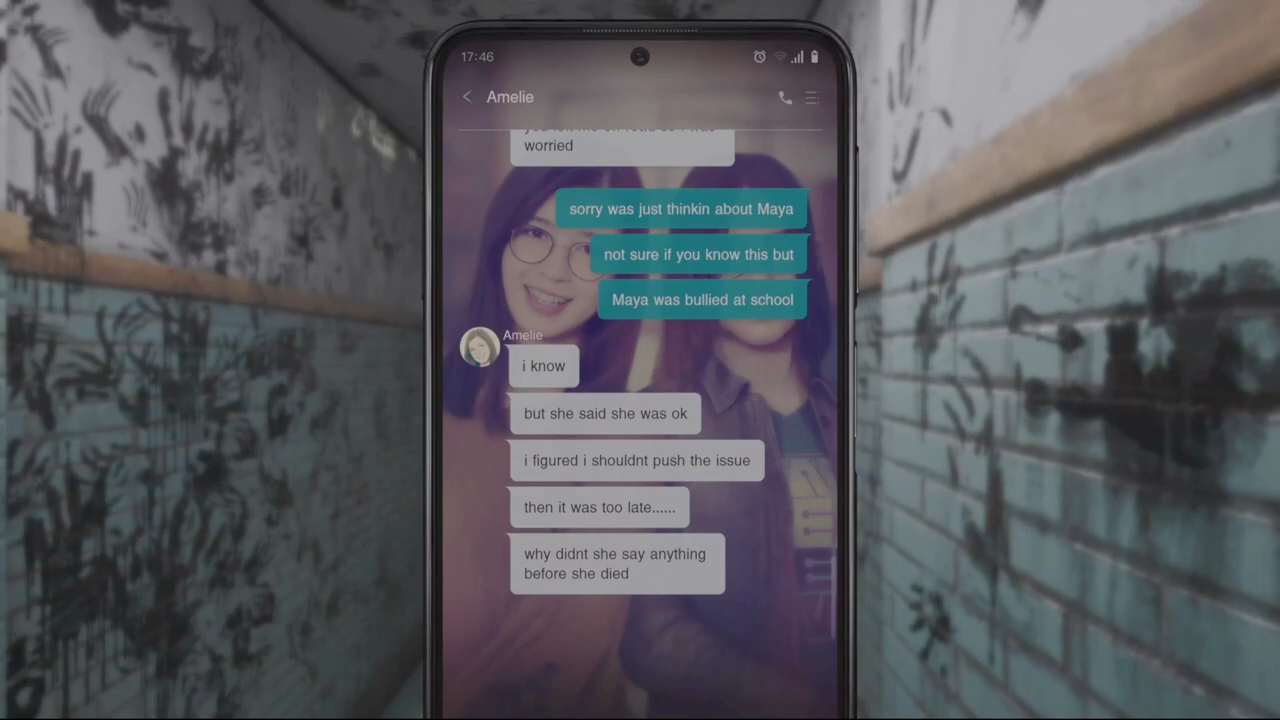 17:46
Amelie
worried
sorry was just thinkin about Maya
not sure if you know this but
Maya was bullied at school
Amelie
i know
but she said she was ok
i figured i shouldnt push the issue
then it was too late......
why didnt she say anything
before she died